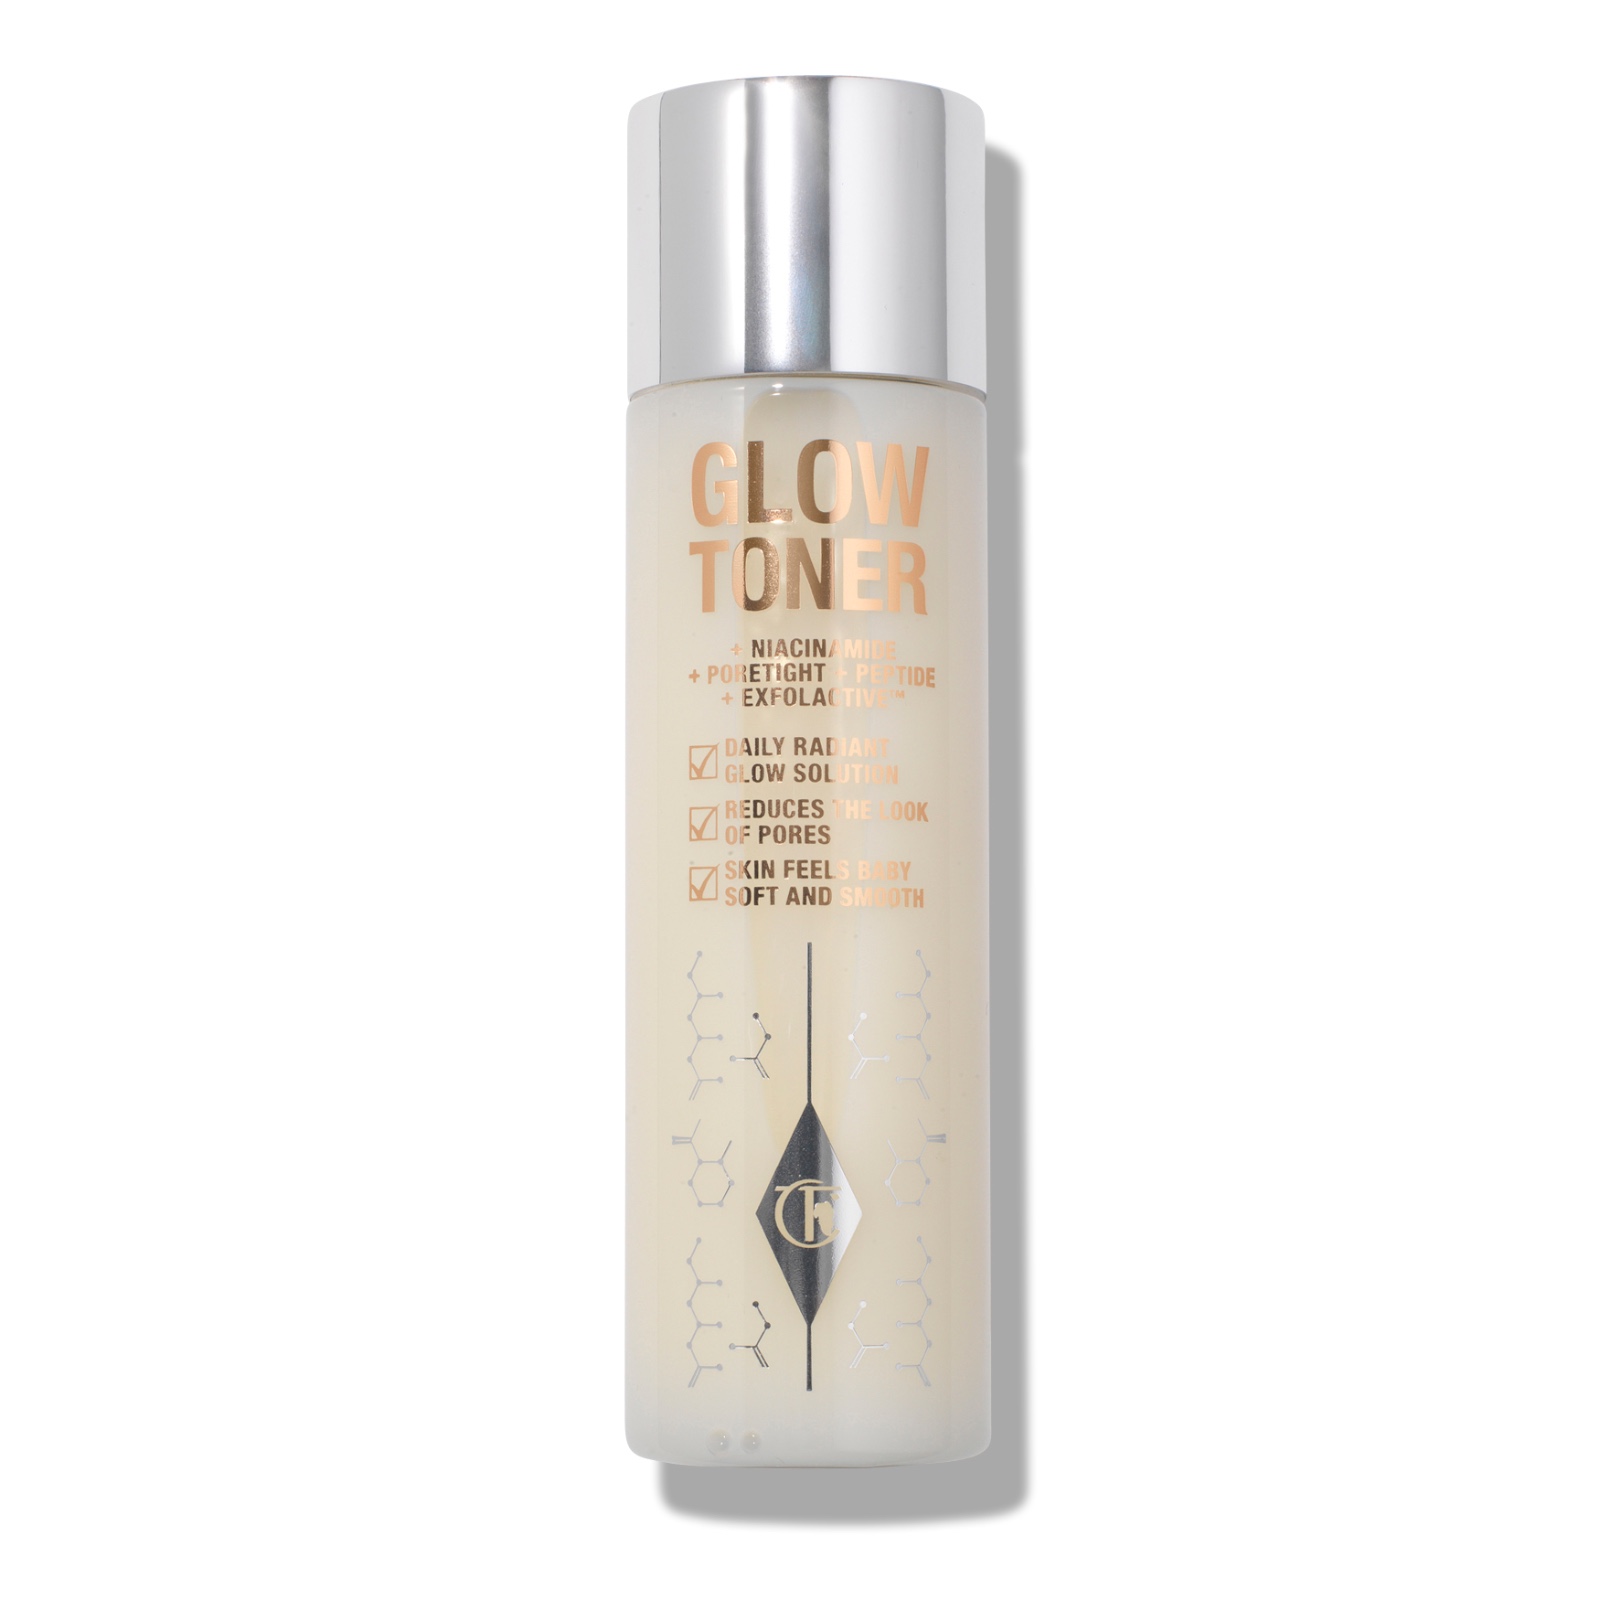 GLOW
TONER
+ NIACINAMIDE
+ PORETIGHT + PEPTIDE
+ EXFOLACTIVE™
DAILY RADIANT
GLOW SOLUTION
REDUCES THE LOOK
OF PORES
SKIN FEELS BABY
SOFT AND SMOOTH
CT